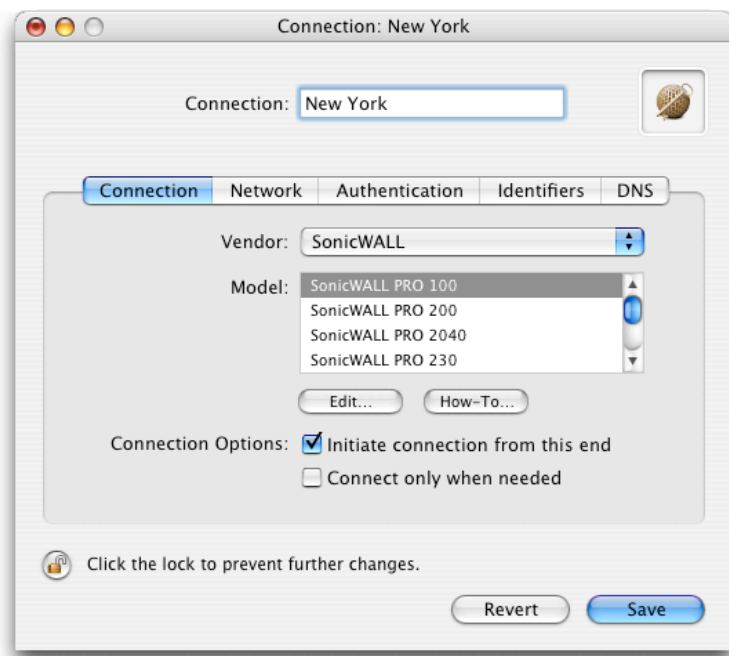 Connection: New York
Connection: New York
Connection Network Authentication Identifiers DNS
Vendor: SonicWALL
Model: SonicWALL PRO 100
SonicWALL PRO 200
SonicWALL PRO 2040
SonicWALL PRO 230
Edit... How-To...
Connection Options: Initiate connection from this end
Connect only when needed
Click the lock to prevent further changes.
Revert Save